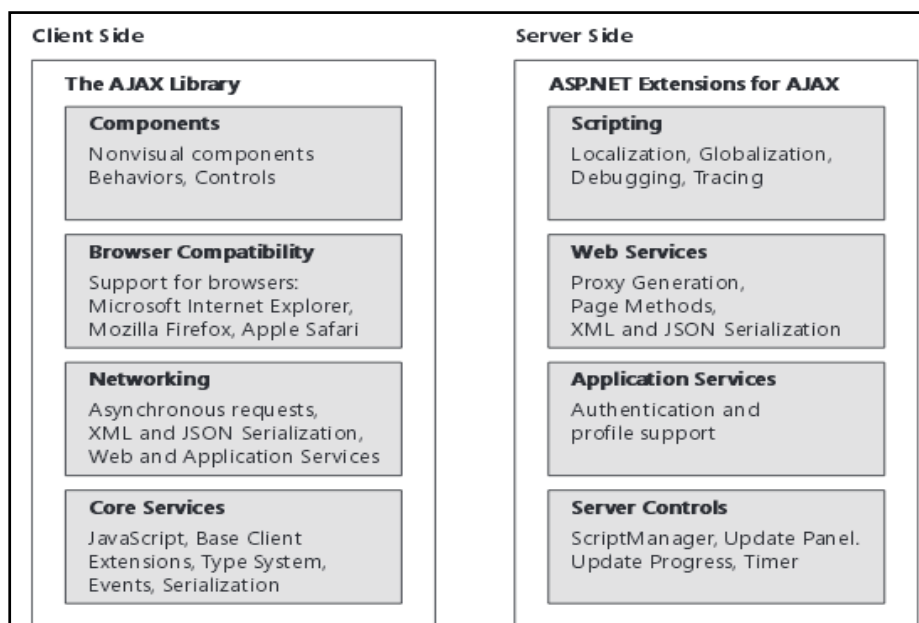 Client Side
The AJAX Library
Components
Nonvisual components
Behaviors, Controls
Browser Compatibility
Support for browsers:
Microsoft Internet Explorer,
Mozilla Firefox, Apple Safari
Networking
Asynchronous requests,
XML and JSON Serialization,
Web and Application Services
Core Services
JavaScript, Base Client
Extensions, Type System,
Events, Serialization
Server Side
ASP.NET Extensions for AJAX
Scripting
Localization, Globalization,
Debugging, Tracing
Web Services
Proxy Generation,
Page Methods,
XML and JSON Serialization
Application Services
Authentication and
profile support
Server Controls
ScriptManager, Update Panel.
Update Progress, Timer